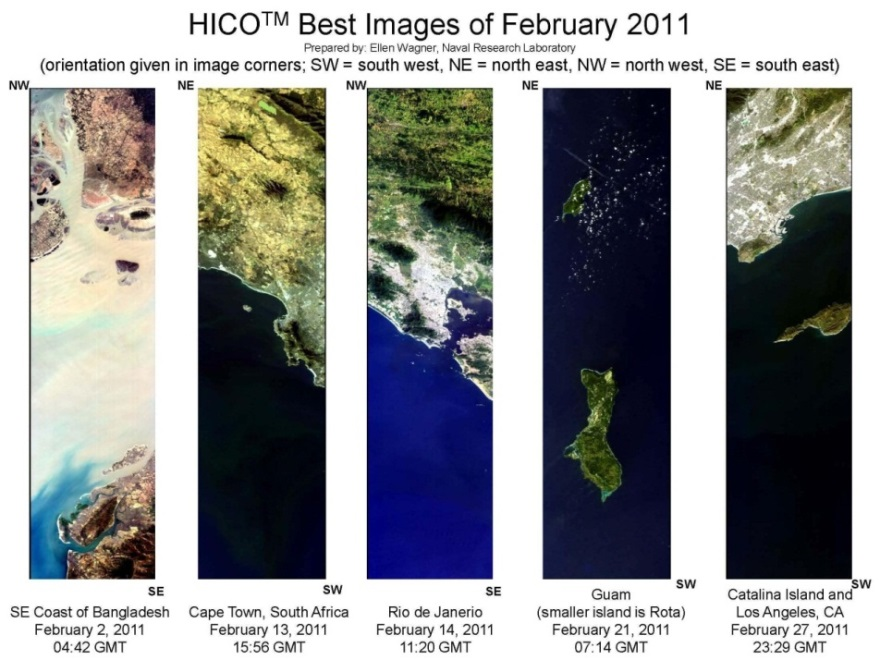 HICO™ Best Images of February 2011
Prepared by: Ellen Wagner, Naval Research Laboratory
(orientation given in image corners; SW = south west, NE = north east, NW = north west, SE = south east)
NW
NE
NW
NE
NE
SE
SW
SE
SW
SW
SE Coast of Bangladesh
February 2, 2011
04:42 GMT
Cape Town, South Africa
February 13, 2011
15:56 GMT
Rio de Janerio
February 14, 2011
11:20 GMT
Guam
(smaller island is Rota)
February 21, 2011
07:14 GMT
Catalina Island and
Los Angeles, CA
February 27, 2011
23:29 GMT